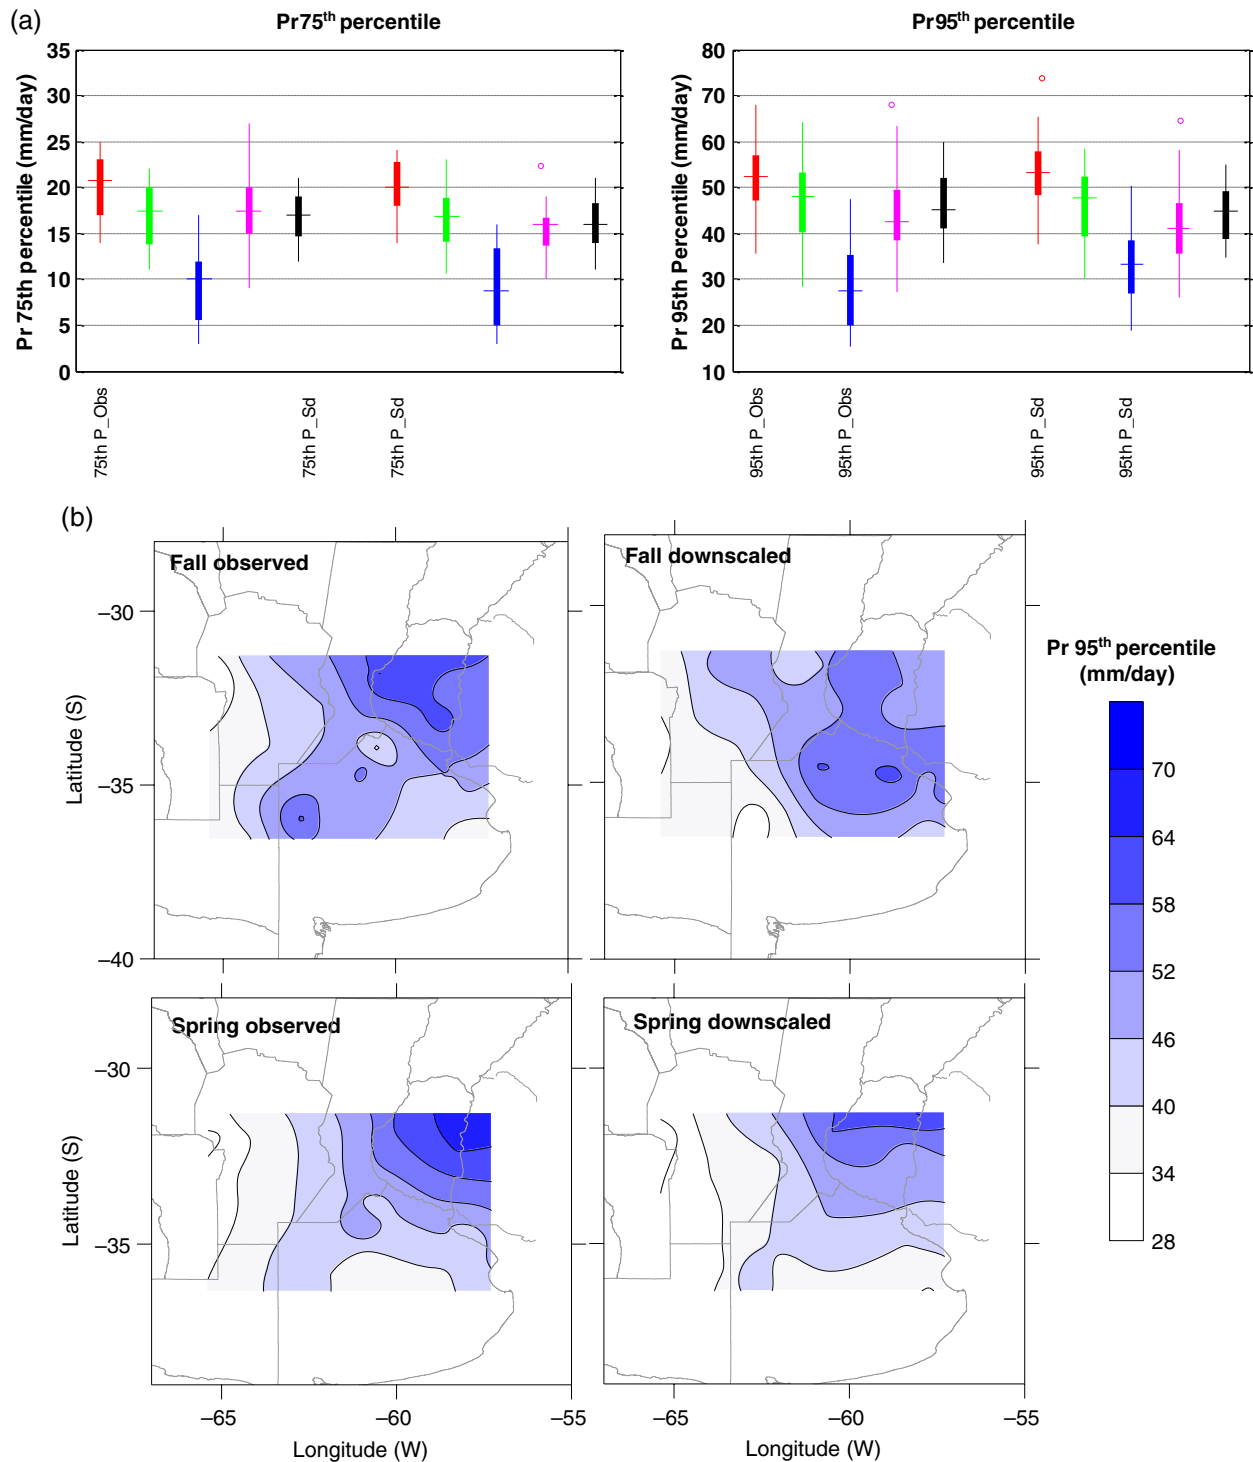 (a)
Pr75th percentile
Pr95th percentile
Pr 75th percentile (mm/day)
35
30
25
20
15
10
5
0
75th P_Obs
75th P_Sd
75th P_Sd
Pr 95th Percentile (mm/day)
80
70
60
50
40
30
20
10
95th P_Obs
95th P_Obs
95th P_Sd
95th P_Sd
(b)
Fall observed
Fall downscaled
Latitude (S)
–30
–35
–40
Pr 95th percentile
(mm/day)
70
64
58
52
46
40
34
28
Spring observed
Spring downscaled
Latitude (S)
–30
–35
–65
–60
–55
Longitude (W)
–65
–60
–55
Longitude (W)